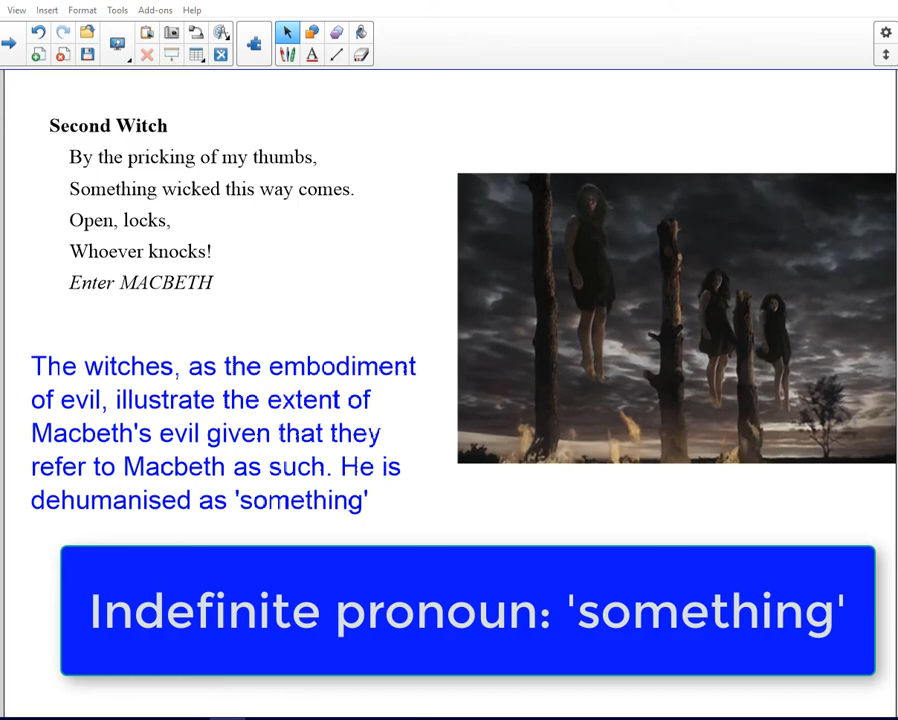 View Insert Format Tools Add-ons Help
Second Witch
By the pricking of my thumbs,
Something wicked this way comes.
Open, locks,
Whoever knocks!
Enter MACBETH
The witches, as the embodiment
of evil, illustrate the extent of
Macbeth's evil given that they
refer to Macbeth as such. He is
dehumanised as 'something'
Indefinite pronoun: 'something'